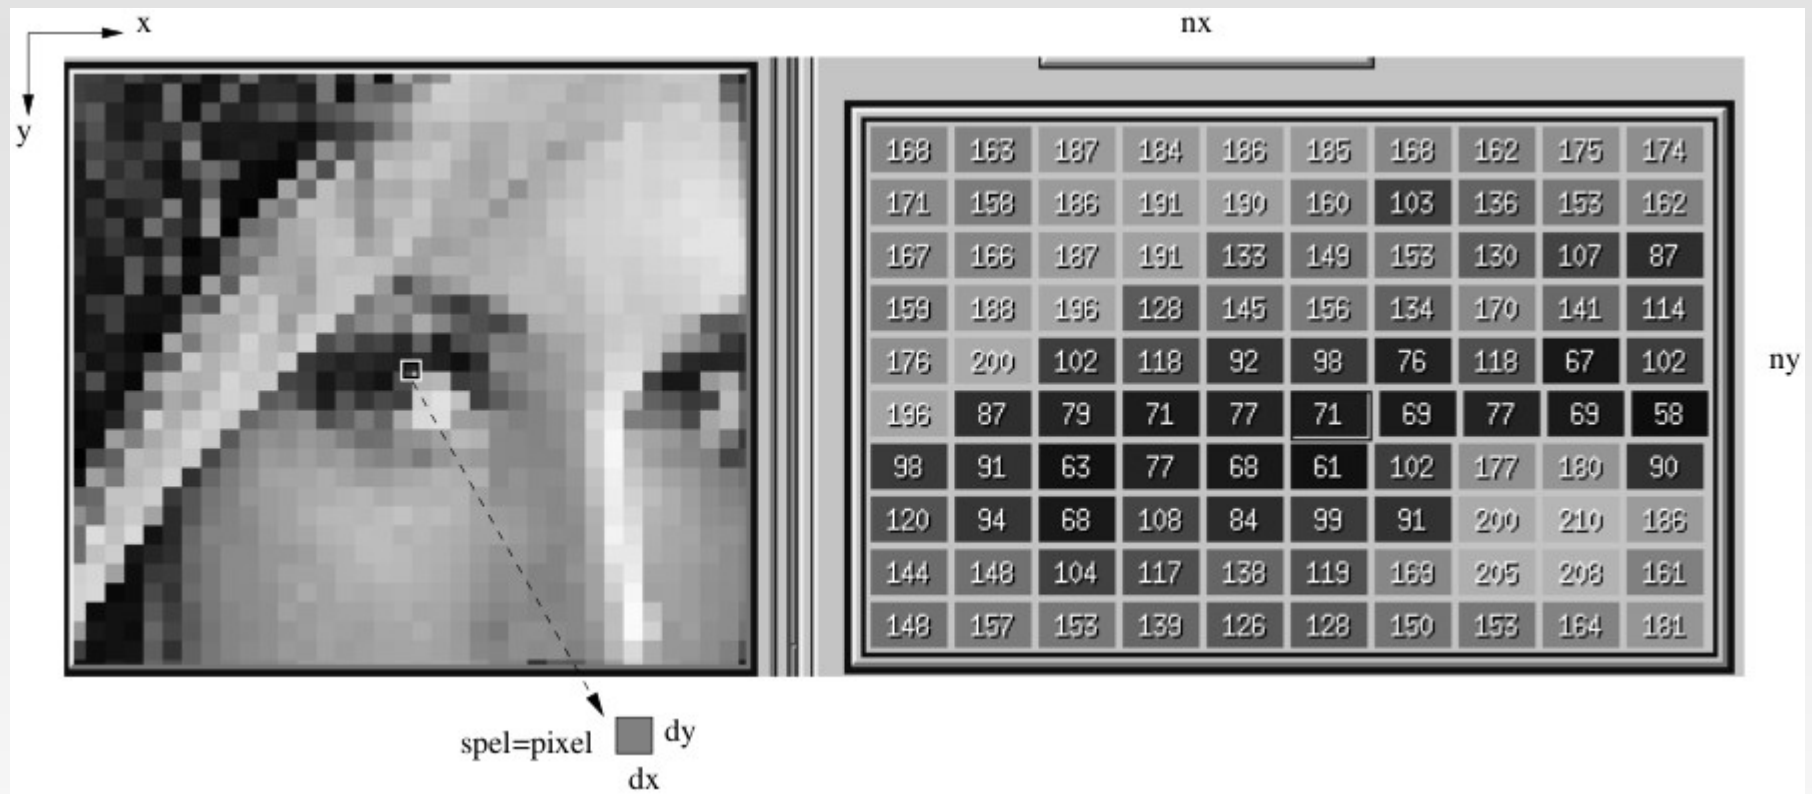 x
nx
y
168 163 187 184 186 185 168 162 175 174
171 158 186 191 190 160 103 136 153 162
167 166 187 191 133 149 153 130 107 87
159 188 196 128 145 156 134 170 141 114
176 200 102 118 92 98 76 118 67 102
ny
196 87 79 71 77 71 69 77 69 58
98 91 63 77 68 61 102 177 180 90
120 94 68 108 84 99 91 200 210 186
144 148 104 117 138 119 169 205 208 161
148 157 153 139 126 128 150 153 164 181
spel=pixel
dy
dx